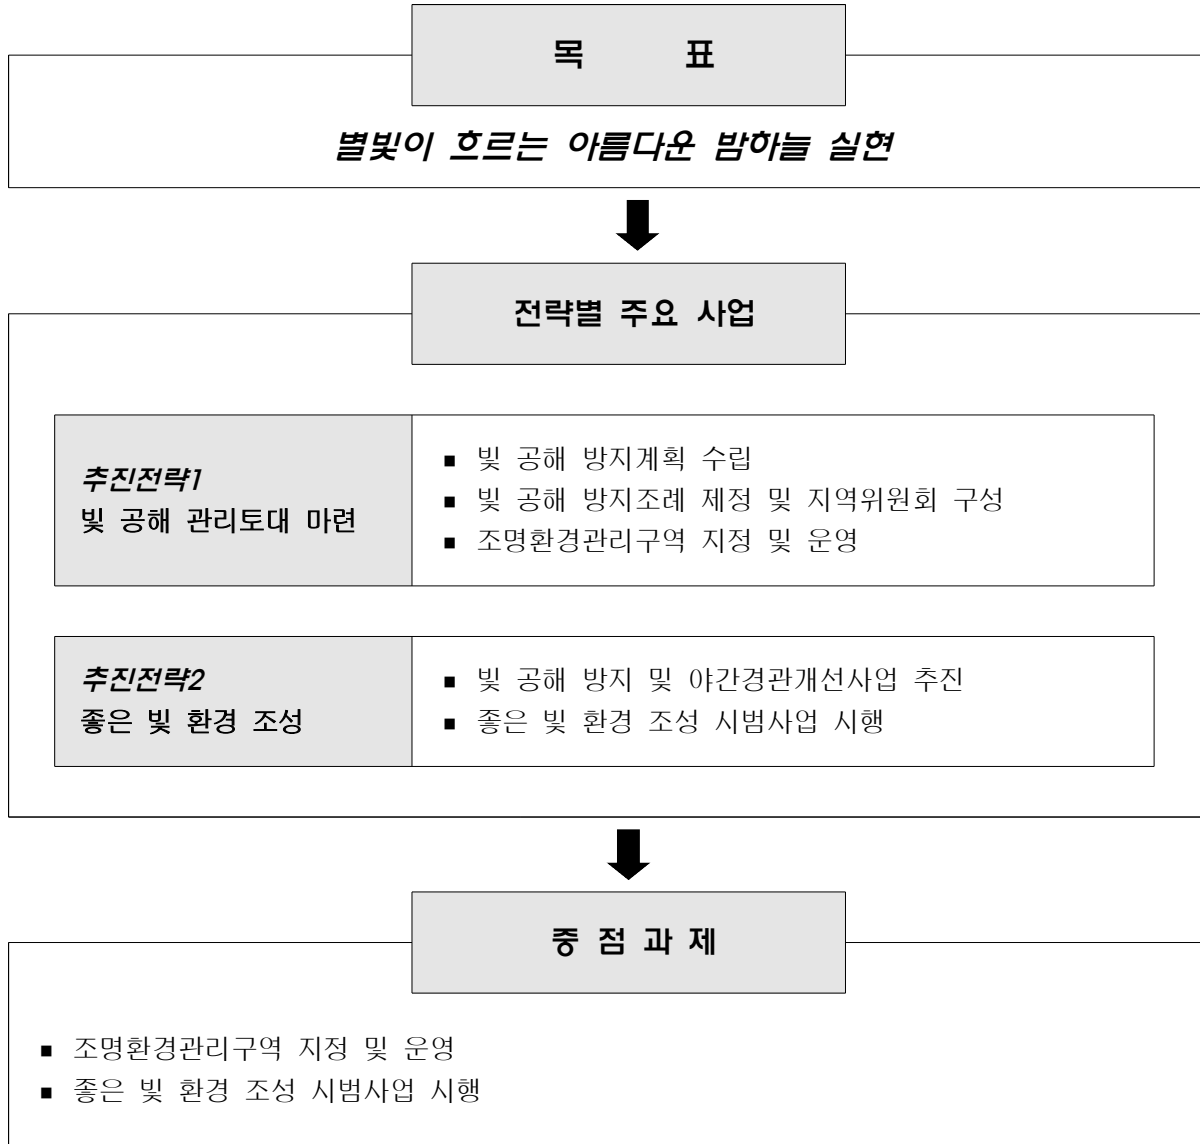 목 표
별빛이 흐르는 아름다운 밤하늘 실현
전략별 주요 사업
추진전략1
빛 공해 관리토대 마련
■ 빛 공해 방지계획 수립
■ 빛 공해 방지조례 제정 및 지역위원회 구성
■ 조명환경관리구역 지정 및 운영
추진전략2
좋은 빛 환경 조성
■ 빛 공해 방지 및 야간경관개선사업 추진
■ 좋은 빛 환경 조성 시범사업 시행
중 점 과 제
■ 조명환경관리구역 지정 및 운영
■ 좋은 빛 환경 조성 시범사업 시행